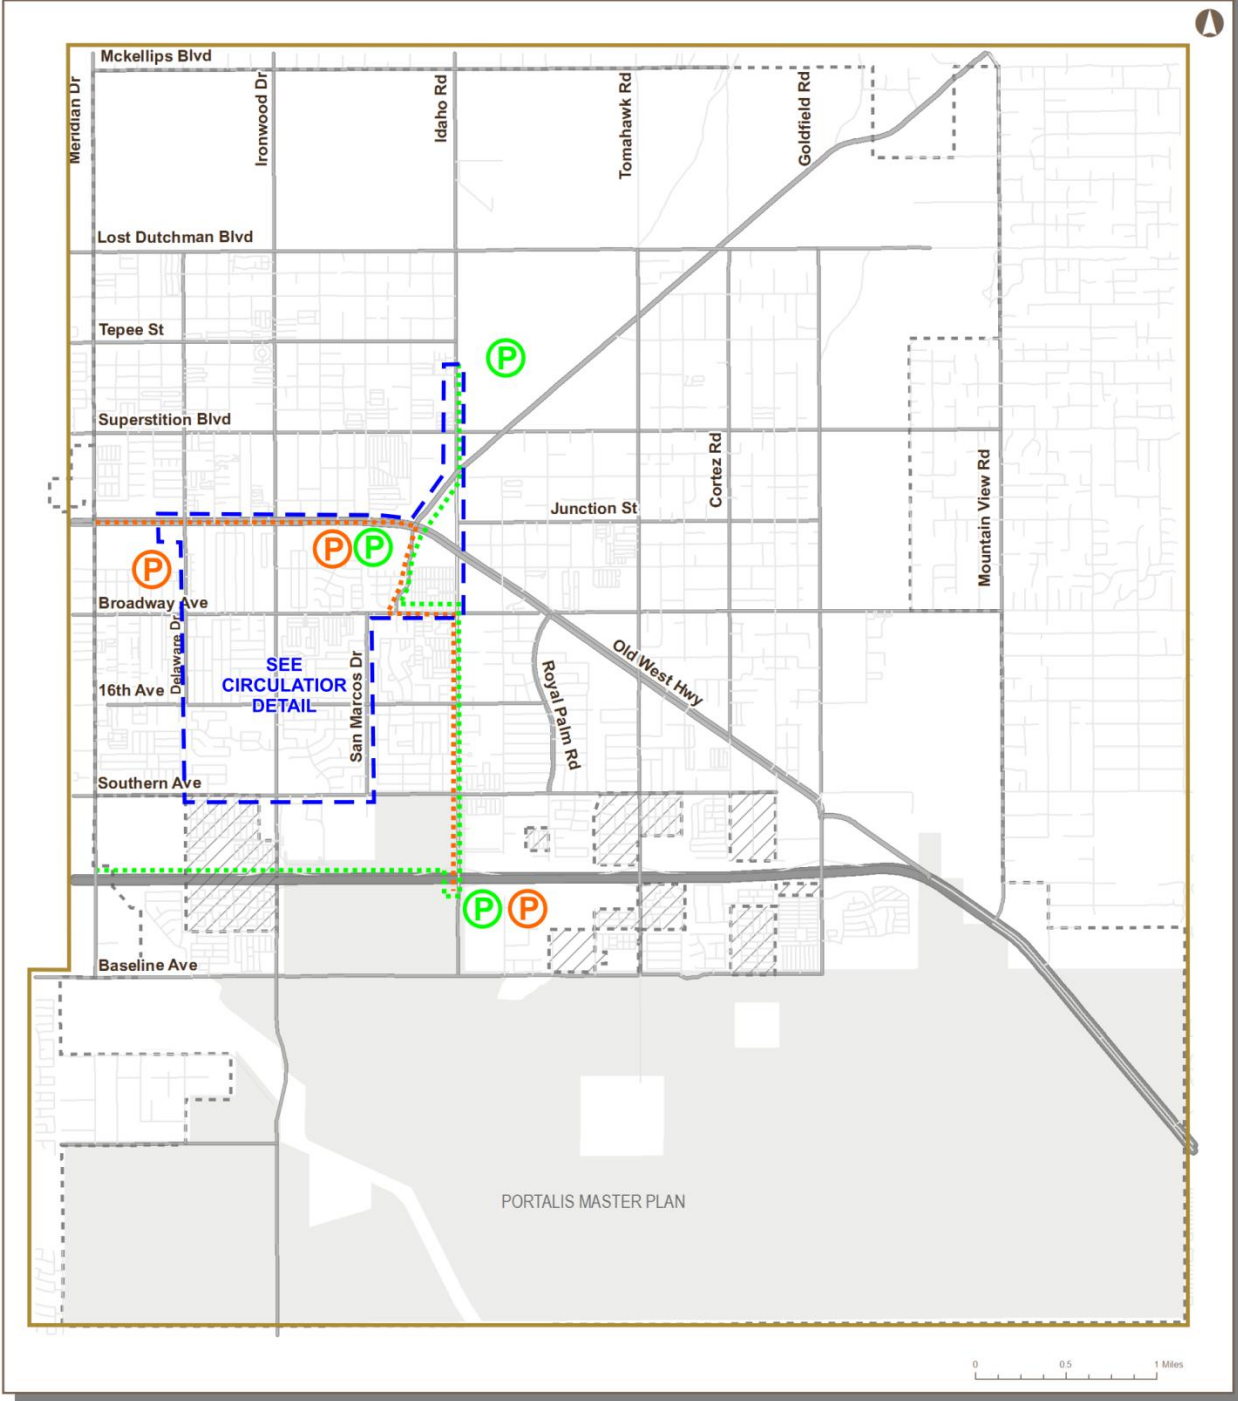 Mckellips Blvd
Meridian Dr
Ironwood Dr
Idaho Rd
Tomahawk Rd
Goldfield Rd
Lost Dutchman Blvd
Tepee St
P
Superstition Blvd
Cortez Rd
Mountain View Rd
Junction St
P
P
P
Broadway Ave
Delaware Dr
SEE
CIRCULATIOR
DETAIL
16th Ave
San Marcos Dr
Royal Palm Rd
Old West Hwy
Southern Ave
P
P
Baseline Ave
PORTALIS MASTER PLAN
0 0.5 1 Miles